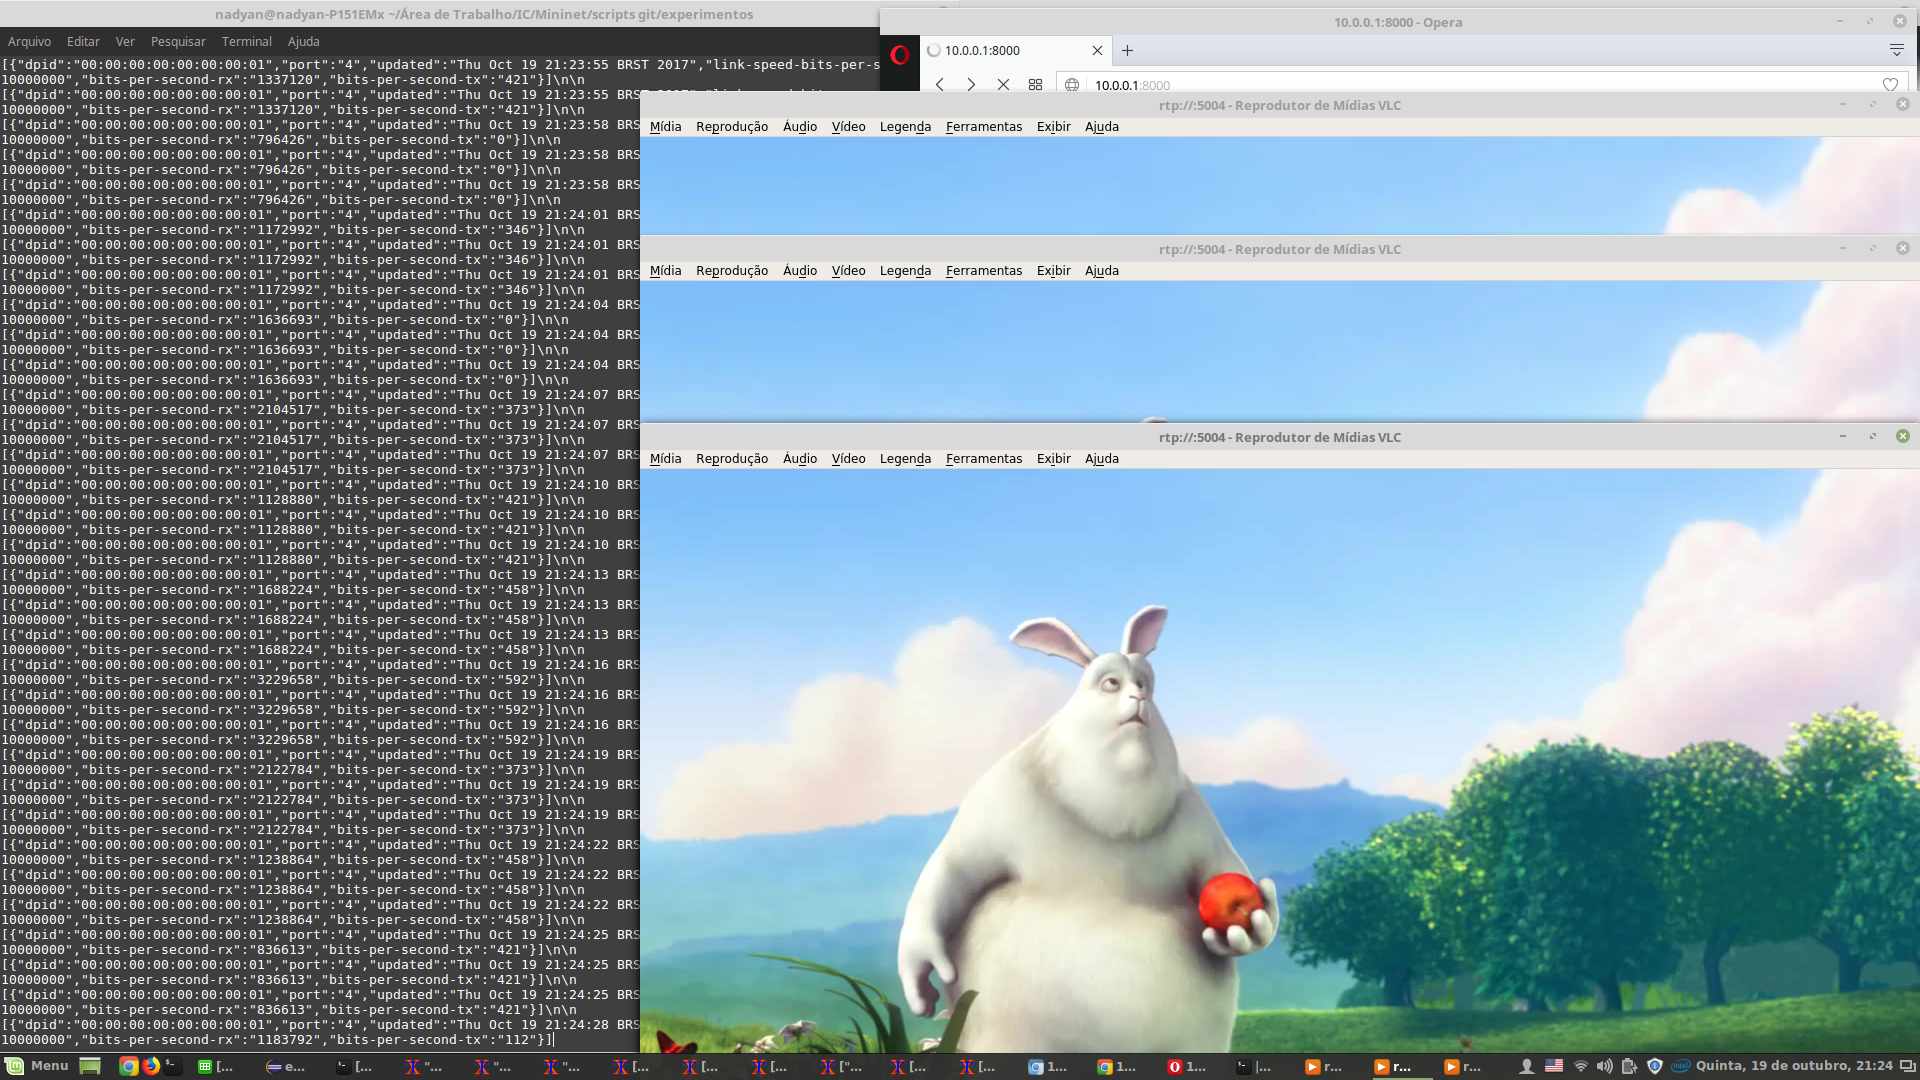 nadyan@nadyan-P151EMx ~/Área de Trabalho/IC/Mininet/scripts git/experimentos
Arquivo Editar Ver Pesquisar Terminal Ajuda
[{"dpid":"00:00:00:00:00:00:00:01","port":"4","updated":"Thu Oct 19 21:23:55 BRST 2017","link-speed-bits-per-s
10000000","bits-per-second-rx":"1337120","bits-per-second-tx":"421"}]\n\n
[{"dpid":"00:00:00:00:00:00:00:01","port":"4","updated":"Thu Oct 19 21:23:55 BRST
10000000","bits-per-second-rx":"1337120","bits-per-second-tx":"421"}]\n\n
[{"dpid":"00:00:00:00:00:00:00:01","port":"4","updated":"Thu Oct 19 21:23:58 BRS
10000000","bits-per-second-rx":"796426","bits-per-second-tx":"0"}]\n\n
[{"dpid":"00:00:00:00:00:00:00:01","port":"4","updated":"Thu Oct 19 21:23:58 BRS
10000000","bits-per-second-rx":"796426","bits-per-second-tx":"0"}]\n\n
[{"dpid":"00:00:00:00:00:00:00:01","port":"4","updated":"Thu Oct 19 21:23:58 BRS
10000000","bits-per-second-rx":"796426","bits-per-second-tx":"0"}]\n\n
[{"dpid":"00:00:00:00:00:00:00:01","port":"4","updated":"Thu Oct 19 21:24:01 BRS
10000000","bits-per-second-rx":"1172992","bits-per-second-tx":"346"}]\n\n
[{"dpid":"00:00:00:00:00:00:00:01","port":"4","updated":"Thu Oct 19 21:24:01 BRS
10000000","bits-per-second-rx":"1172992","bits-per-second-tx":"346"}]\n\n
[{"dpid":"00:00:00:00:00:00:00:01","port":"4","updated":"Thu Oct 19 21:24:01 BRS
10000000","bits-per-second-rx":"1172992","bits-per-second-tx":"346"}]\n\n
[{"dpid":"00:00:00:00:00:00:00:01","port":"4","updated":"Thu Oct 19 21:24:04 BRS
10000000","bits-per-second-rx":"1636693","bits-per-second-tx":"0"}]\n\n
[{"dpid":"00:00:00:00:00:00:00:01","port":"4","updated":"Thu Oct 19 21:24:04 BRS
10000000","bits-per-second-rx":"1636693","bits-per-second-tx":"0"}]\n\n
[{"dpid":"00:00:00:00:00:00:00:01","port":"4","updated":"Thu Oct 19 21:24:04 BRS
10000000","bits-per-second-rx":"1636693","bits-per-second-tx":"0"}]\n\n
[{"dpid":"00:00:00:00:00:00:00:01","port":"4","updated":"Thu Oct 19 21:24:07 BRS
10000000","bits-per-second-rx":"2104517","bits-per-second-tx":"373"}]\n\n
[{"dpid":"00:00:00:00:00:00:00:01","port":"4","updated":"Thu Oct 19 21:24:07 BRS
10000000","bits-per-second-rx":"2104517","bits-per-second-tx":"373"}]\n\n
[{"dpid":"00:00:00:00:00:00:00:01","port":"4","updated":"Thu Oct 19 21:24:07 BRS
10000000","bits-per-second-rx":"2104517","bits-per-second-tx":"373"}]\n\n
[{"dpid":"00:00:00:00:00:00:00:01","port":"4","updated":"Thu Oct 19 21:24:10 BRS
10000000","bits-per-second-rx":"1128880","bits-per-second-tx":"421"}]\n\n
[{"dpid":"00:00:00:00:00:00:00:01","port":"4","updated":"Thu Oct 19 21:24:10 BRS
10000000","bits-per-second-rx":"1128880","bits-per-second-tx":"421"}]\n\n
[{"dpid":"00:00:00:00:00:00:00:01","port":"4","updated":"Thu Oct 19 21:24:10 BRS
10000000","bits-per-second-rx":"1128880","bits-per-second-tx":"421"}]\n\n
[{"dpid":"00:00:00:00:00:00:00:01","port":"4","updated":"Thu Oct 19 21:24:13 BRS
10000000","bits-per-second-rx":"1688224","bits-per-second-tx":"458"}]\n\n
[{"dpid":"00:00:00:00:00:00:00:01","port":"4","updated":"Thu Oct 19 21:24:13 BRS
10000000","bits-per-second-rx":"1688224","bits-per-second-tx":"458"}]\n\n
[{"dpid":"00:00:00:00:00:00:00:01","port":"4","updated":"Thu Oct 19 21:24:13 BRS
10000000","bits-per-second-rx":"1688224","bits-per-second-tx":"458"}]\n\n
[{"dpid":"00:00:00:00:00:00:00:01","port":"4","updated":"Thu Oct 19 21:24:16 BRS
10000000","bits-per-second-rx":"3229658","bits-per-second-tx":"592"}]\n\n
[{"dpid":"00:00:00:00:00:00:00:01","port":"4","updated":"Thu Oct 19 21:24:16 BRS
10000000","bits-per-second-rx":"3229658","bits-per-second-tx":"592"}]\n\n
[{"dpid":"00:00:00:00:00:00:00:01","port":"4","updated":"Thu Oct 19 21:24:16 BRS
10000000","bits-per-second-rx":"3229658","bits-per-second-tx":"592"}]\n\n
[{"dpid":"00:00:00:00:00:00:00:01","port":"4","updated":"Thu Oct 19 21:24:19 BRS
10000000","bits-per-second-rx":"2122784","bits-per-second-tx":"373"}]\n\n
[{"dpid":"00:00:00:00:00:00:00:01","port":"4","updated":"Thu Oct 19 21:24:19 BRS
10000000","bits-per-second-rx":"2122784","bits-per-second-tx":"373"}]\n\n
[{"dpid":"00:00:00:00:00:00:00:01","port":"4","updated":"Thu Oct 19 21:24:19 BRS
10000000","bits-per-second-rx":"2122784","bits-per-second-tx":"373"}]\n\n
[{"dpid":"00:00:00:00:00:00:00:01","port":"4","updated":"Thu Oct 19 21:24:22 BRS
10000000","bits-per-second-rx":"1238864","bits-per-second-tx":"458"}]\n\n
[{"dpid":"00:00:00:00:00:00:00:01","port":"4","updated":"Thu Oct 19 21:24:22 BRS
10000000","bits-per-second-rx":"1238864","bits-per-second-tx":"458"}]\n\n
[{"dpid":"00:00:00:00:00:00:00:01","port":"4","updated":"Thu Oct 19 21:24:22 BRS
10000000","bits-per-second-rx":"1238864","bits-per-second-tx":"458"}]\n\n
[{"dpid":"00:00:00:00:00:00:00:01","port":"4","updated":"Thu Oct 19 21:24:25 BRS
10000000","bits-per-second-rx":"836613","bits-per-second-tx":"421"}]\n\n
[{"dpid":"00:00:00:00:00:00:00:01","port":"4","updated":"Thu Oct 19 21:24:25 BRS
10000000","bits-per-second-rx":"836613","bits-per-second-tx":"421"}]\n\n
[{"dpid":"00:00:00:00:00:00:00:01","port":"4","updated":"Thu Oct 19 21:24:25 BRS
10000000","bits-per-second-rx":"836613","bits-per-second-tx":"421"}]\n\n
[{"dpid":"00:00:00:00:00:00:00:01","port":"4","updated":"Thu Oct 19 21:24:28 BRS
10000000","bits-per-second-rx":"1183792","bits-per-second-tx":"112"}]
10.0.0.1:8000 - Opera
10.0.0.1:8000
10.0.0.1:8000
rtp://:5004 - Reprodutor de Mídias VLC
Mídia Reprodução Áudio Vídeo Legenda Ferramentas Exibir Ajuda
rtp://:5004 - Reprodutor de Mídias VLC
Mídia Reprodução Áudio Vídeo Legenda Ferramentas Exibir Ajuda
rtp://:5004 - Reprodutor de Mídias VLC
Mídia Reprodução Áudio Vídeo Legenda Ferramentas Exibir Ajuda
Menu [... e... [... "... "... "... [... [... [... ["... [... [... 1... 1... 1... |... r... r... r... Quinta, 19 de outubro, 21:24